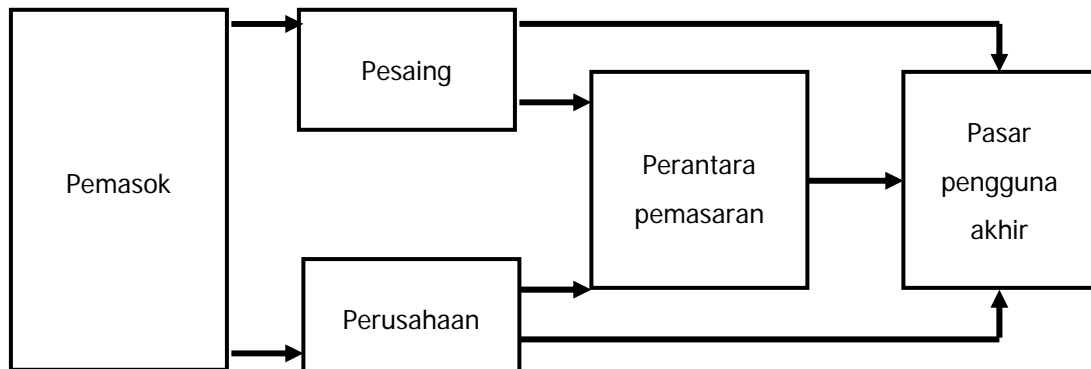 Pemasok
Pesaing
Perusahaan
Perantara
pemasaran
Pasar
pengguna
akhir